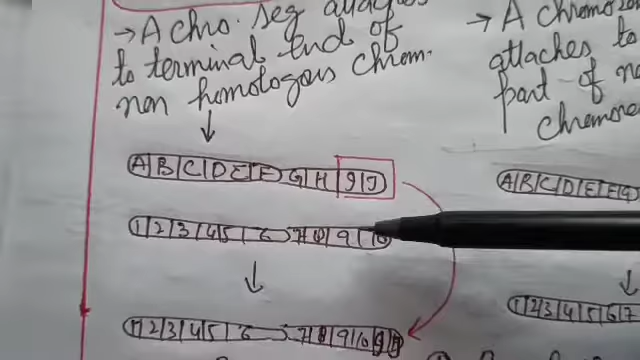 → A chro. seg attaches
to terminal end of
non homologous chrom.
A B C D E F G H I J
1 2 3 4 5 6 7 8 9 10
1 2 3 4 5 6 7 8 9 10
→ A chromo
attaches to
part of
chromo
A B C D E F G
1 2 3 4 5 6 7